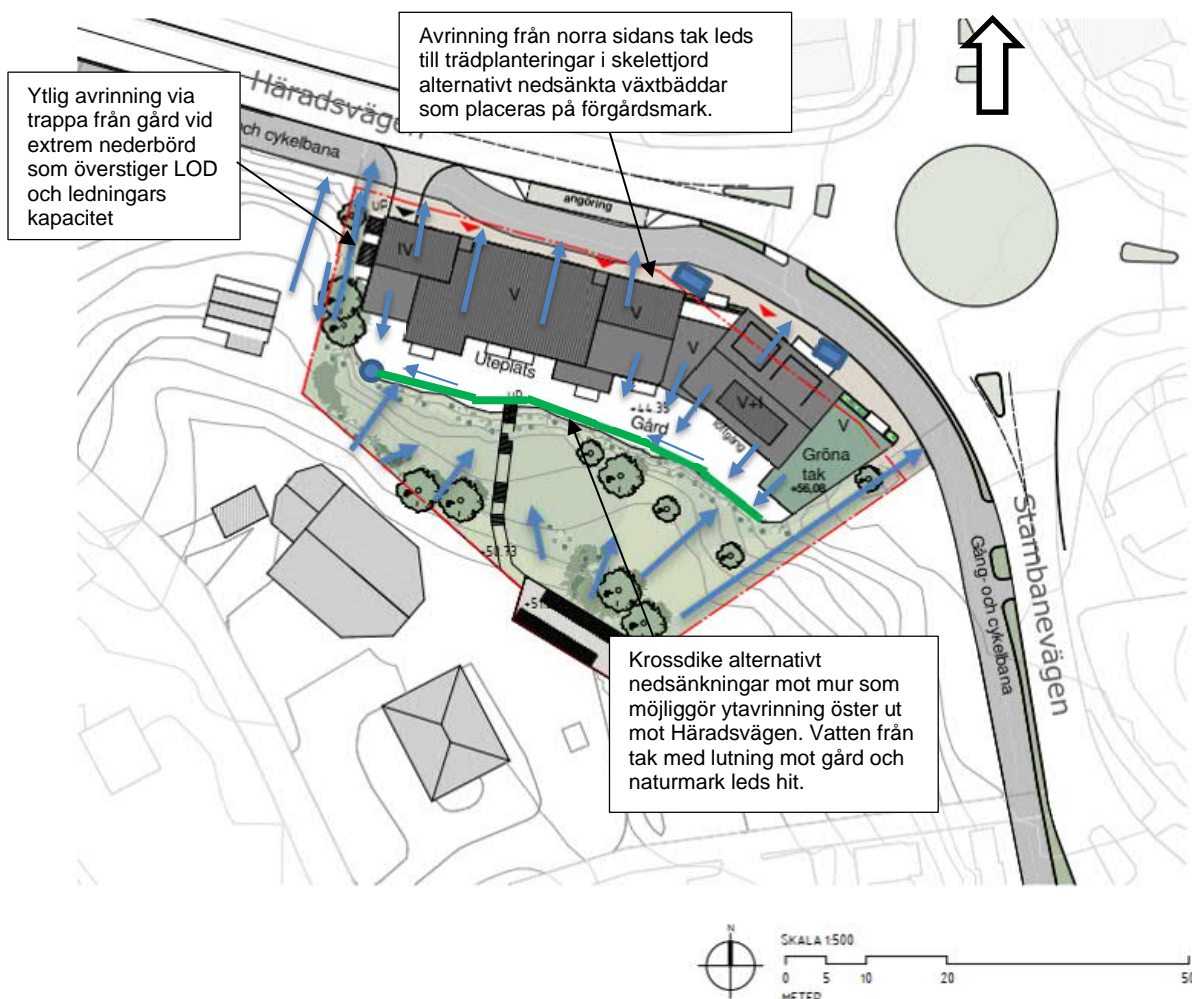 Avrinning från norra sidans tak leds
till trädplanteringar i skelettjord
alternativt nedsänkta växtbäddar
som placeras på förgårdsmark.
Ytlig avrinning via
trappa från gård vid
extrem nederbörd
som överstiger LOD
och ledningars
kapacitet
Häradsvägen
och cykelbana
angöring
UP
IV
V
V
V
V+I
V
Uteplats
UP
+44.35
Gård
loftgång
Gröna
tak
+56,08
Stambanevägen
Gång- och cykelbana
Krossdike alternativt
nedsänkningar mot mur som
möjliggör ytavrinning öster ut
mot Häradsvägen. Vatten från
tak med lutning mot gård och
naturmark leds hit.
N
SKALA 1:500
0 5 10 20 50
METER